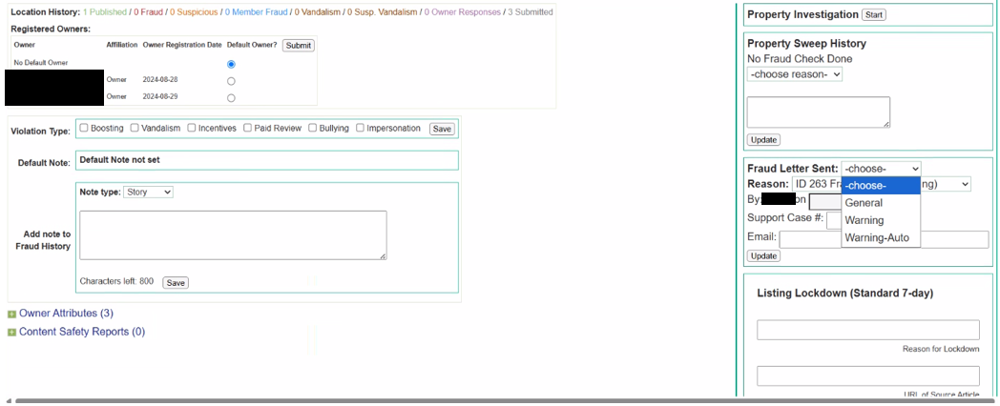 Location History: 1 Published / 0 Fraud / 0 Suspicious / 0 Member Fraud / 0 Vandalism / 0 Susp. Vandalism / 0 Owner Responses / 3 Submitted
Registered Owners:
Owner Affiliation Owner Registration Date Default Owner? Submit
No Default Owner
Owner 2024-08-28
Owner 2024-08-29
Violation Type: Boosting Vandalism Incentives Paid Review Bullying Impersonation Save
Default Note: Default Note not set
Note type: Story
Add note to
Fraud History
Characters left: 800 Save
Owner Attributes (3)
Content Safety Reports (0)
Property Investigation Start
Property Sweep History
No Fraud Check Done
-choose reason-
Update
Fraud Letter Sent: -choose-
-choose-
General
Warning
Warning-Auto
Reason: ID 263 ng)
By: on
Support Case #:
Email:
Update
Listing Lockdown (Standard 7-day)
Reason for Lockdown
URL of Source Article